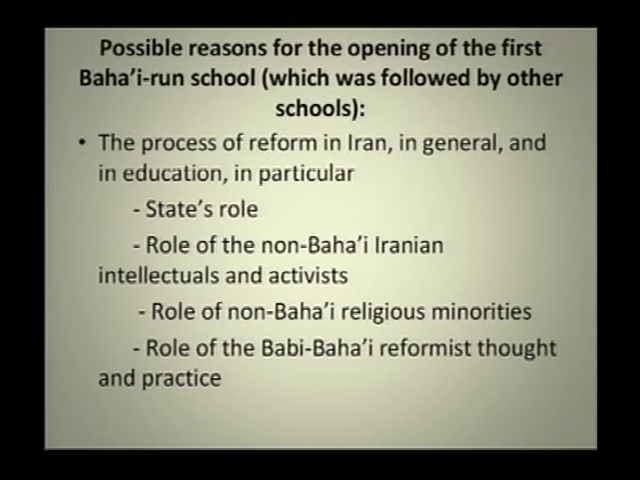 Possible reasons for the opening of the first
Baha'i-run school (which was followed by other
schools):
• The process of reform in Iran, in general, and
in education, in particular
- State's role
- Role of the non-Baha'i Iranian
intellectuals and activists
- Role of non-Baha'i religious minorities
- Role of the Babi-Baha'i reformist thought
and practice